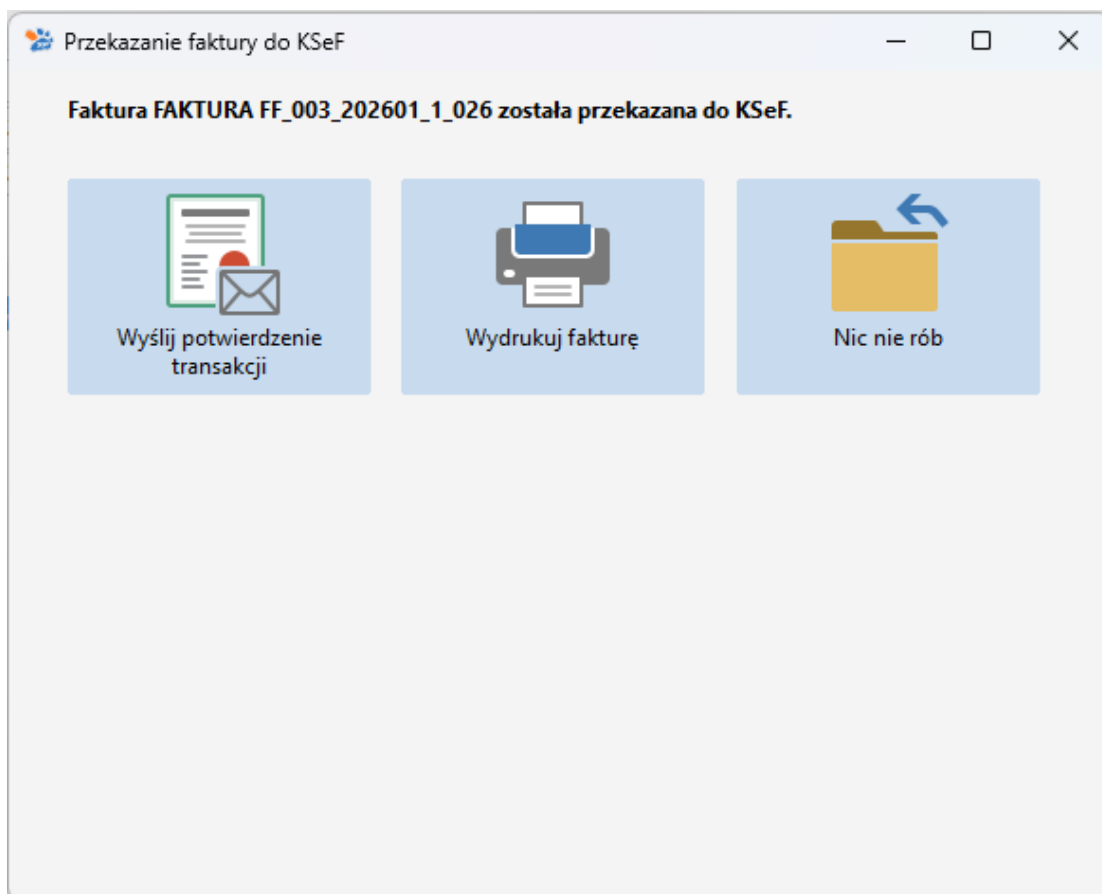 Przekazanie faktury do KSeF
Faktura FAKTURA FF_003_202601_1_026 została przekazana do KSeF.
Wyślij potwierdzenie
transakcji
Wydrukuj fakturę
Nic nie rób